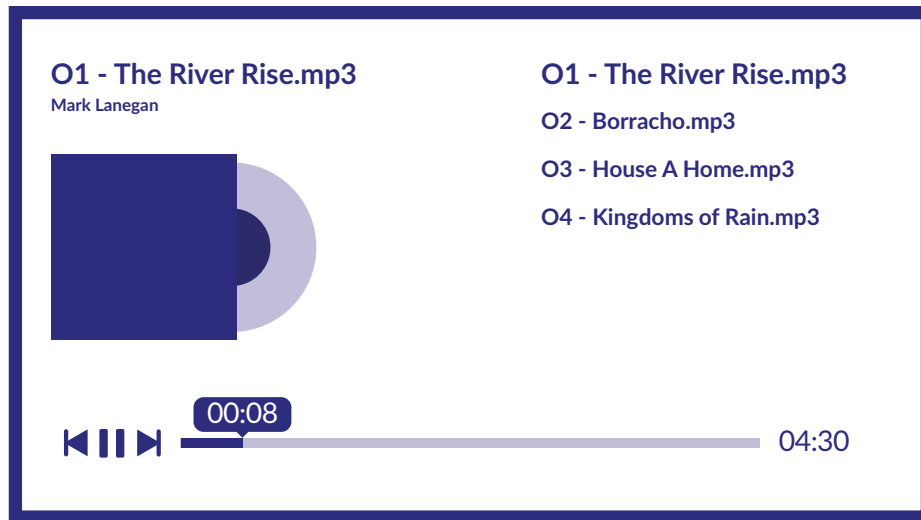 O1 - The River Rise.mp3
Mark Lanegan
O1 - The River Rise.mp3
O2 - Borracho.mp3
O3 - House A Home.mp3
O4 - Kingdoms of Rain.mp3
00:08
04:30